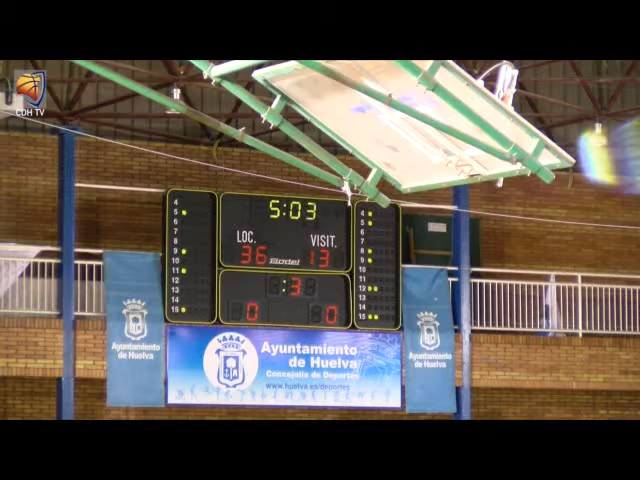 CDH TV
5:03
LOC.
VISIT.
36
Bodet
13
:3
0
0
4
5
6
7
8
9
10
11
12
13
14
15
4
5
6
7
8
9
10
11
12
13
14
15
Ayuntamiento
de Huelva
Ayuntamiento
de Huelva
Concejalía de Deportes
www.huelva.es/deportes
Ayuntamiento
de Huelva